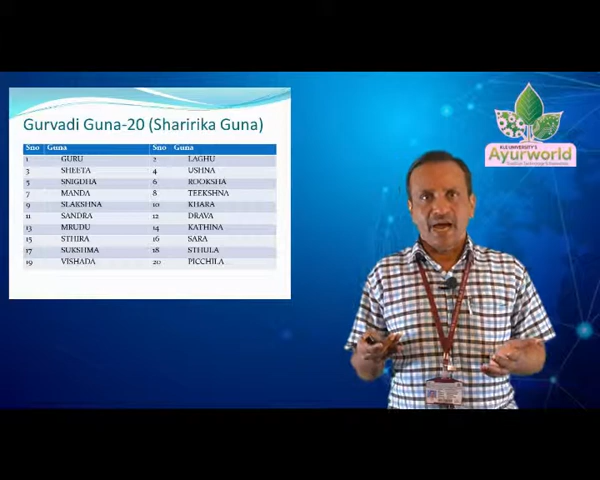 Gurvadi Guna-20 (Sharirika Guna)
Sno Guna Sno Guna
1 GURU 2 LAGHU
3 SHEETA 4 USHNA
5 SNIGDHA 6 ROOKSHA
7 MANDA 8 TEEKSHNA
9 SLAKSHNA 10 KHARA
11 SANDRA 12 DRAVA
13 MRUDU 14 KATHINA
15 STHIRA 16 SARA
17 SUKSHMA 18 STHULA
19 VISHADA 20 PICCHILA
KLE UNIVERSITY'S
Ayurworld